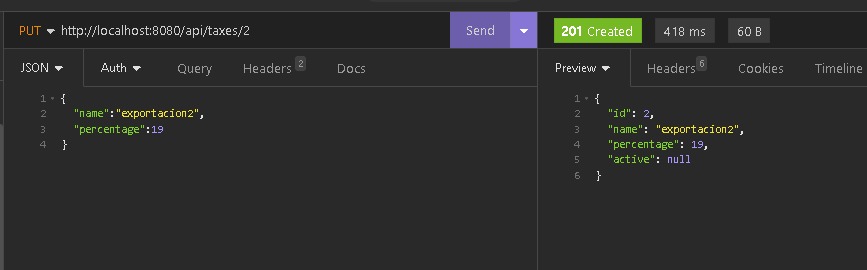 PUT http://localhost:8080/api/taxes/2 Send 201 Created 418 ms 60 B
JSON Auth Query Headers 2 Docs Preview Headers 6 Cookies Timeline
1 {
2 "name":"exportacion2",
3 "percentage":19
4 }
1 {
2 "id": 2,
3 "name": "exportacion2",
4 "percentage": 19,
5 "active": null
6 }